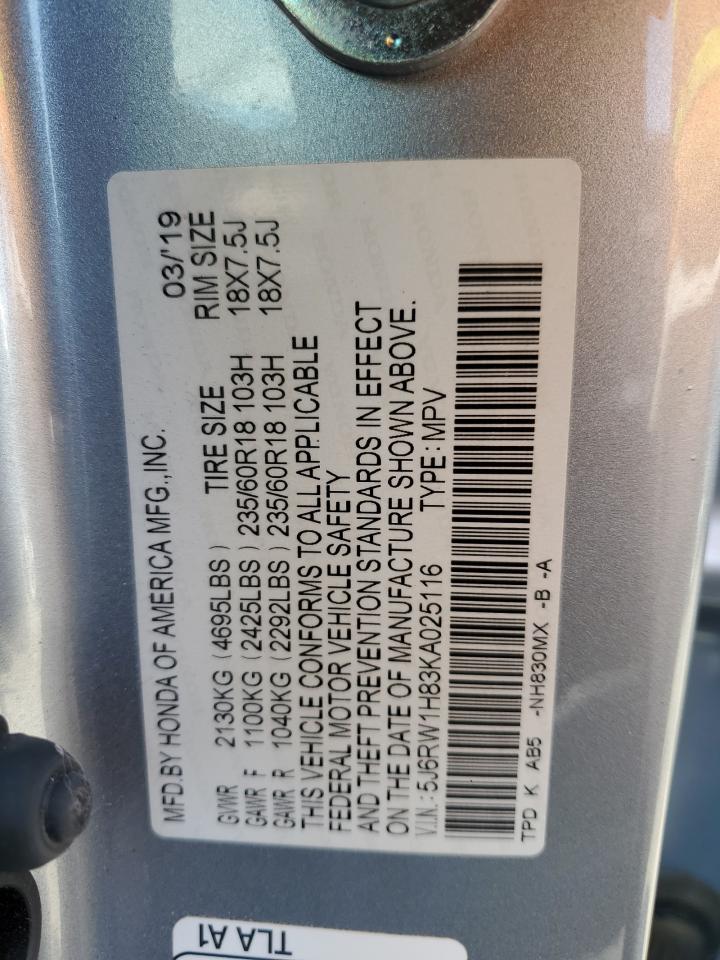 MFD.BY HONDA OF AMERICA MFG.,INC. 03/'19
GVWR 2130KG (4695LBS) TIRE SIZE RIM SIZE
GAWR F 1100KG (2425LBS) 235/60R18 103H 18X7.5J
GAWR R 1040KG (2292LBS) 235/60R18 103H 18X7.5J
THIS VEHICLE CONFORMS TO ALL APPLICABLE
FEDERAL MOTOR VEHICLE SAFETY
AND THEFT PREVENTION STANDARDS IN EFFECT
ON THE DATE OF MANUFACTURE SHOWN ABOVE.
V.I.N.: 5J6RW1H83KA025116 TYPE: MPV
TPD K AB5 -NH830MX -B -A
TLA A1